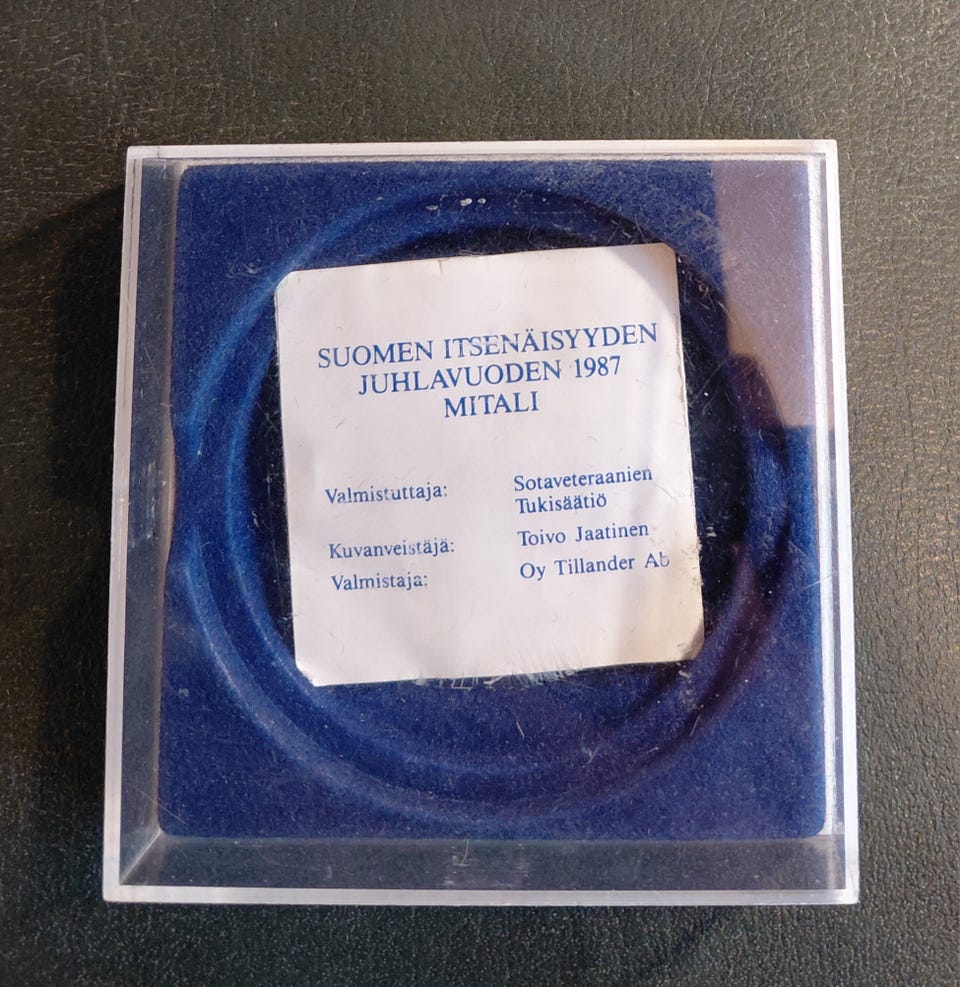 SUOMEN ITSENÄISYYDEN
JUHLAVUODEN 1987
MITALI
Valmistuttaja: Sotaveteraanien
Tukisäätiö
Kuvanveistäjä: Toivo Jaatinen
Valmistaja: Oy Tillander Ab